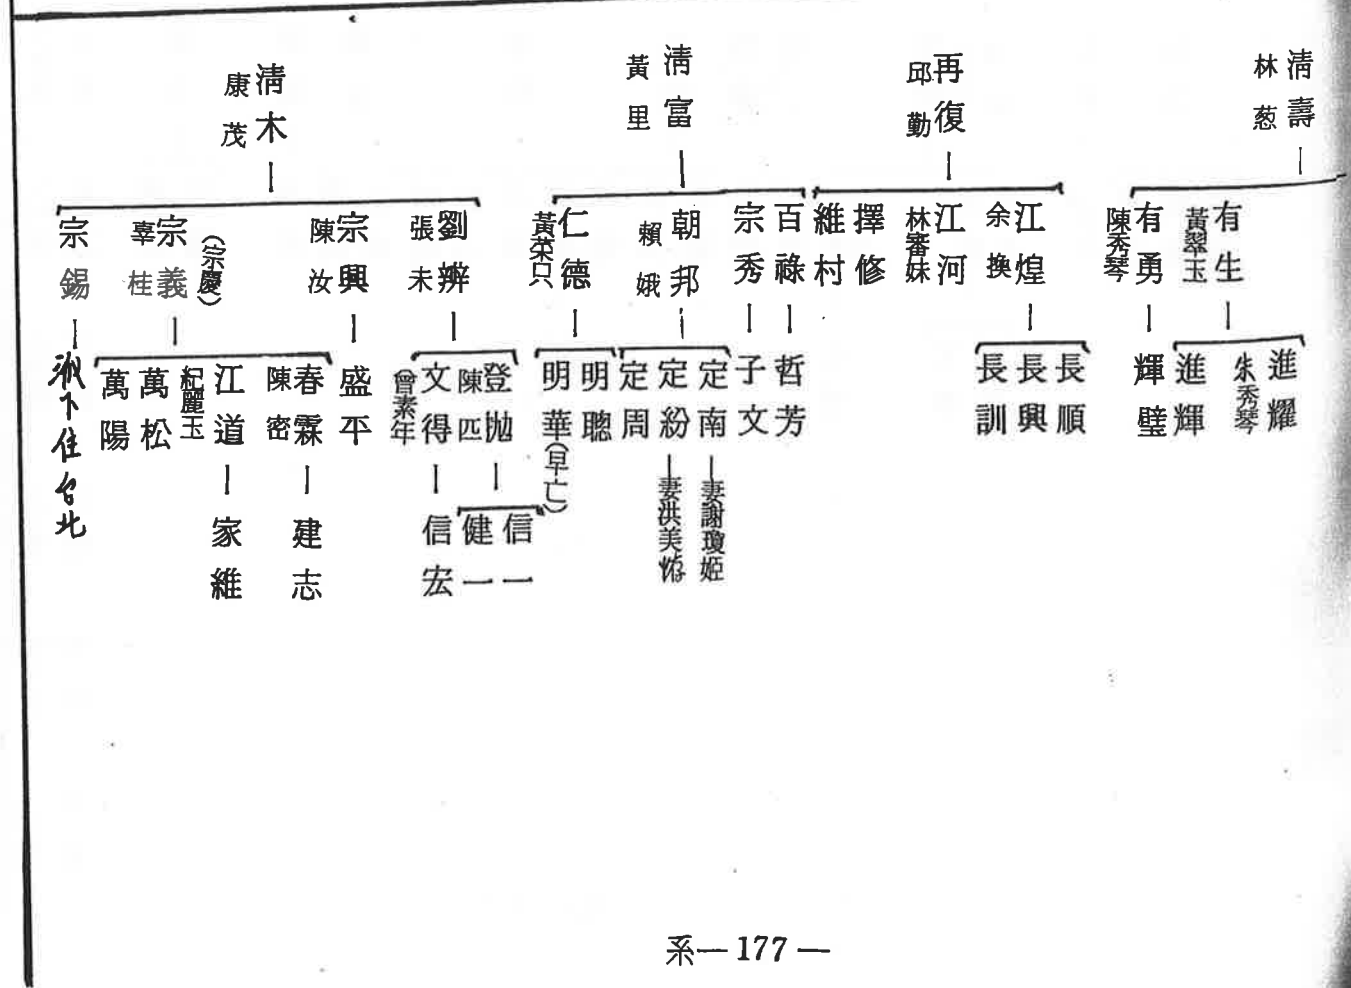 清壽
林葱
再復
邱勤
清富
黃里
清木
康茂
有生
黃翠玉
有勇
陳秀琴
江煌
余換
江河
林審妹
擇修
維村
百祿
宗秀
朝邦
賴娥
仁德
黃荣只
劉辨
張未
宗興
陳汝
(宗慶)
宗義
辜桂
宗錫
進耀
朱秀琴
進輝
輝璧
長順
長興
長訓
哲芳
子文
定南
妻謝瓊姬
定紛
妻洪美
定周
明聰
明華(早亡)
登拋
陳匹
文得
曾素年
盛平
春霖
陳密
江道
紀麗玉
萬松
萬陽
下住台北
信一
健一
信宏
建志
家維
系—177—